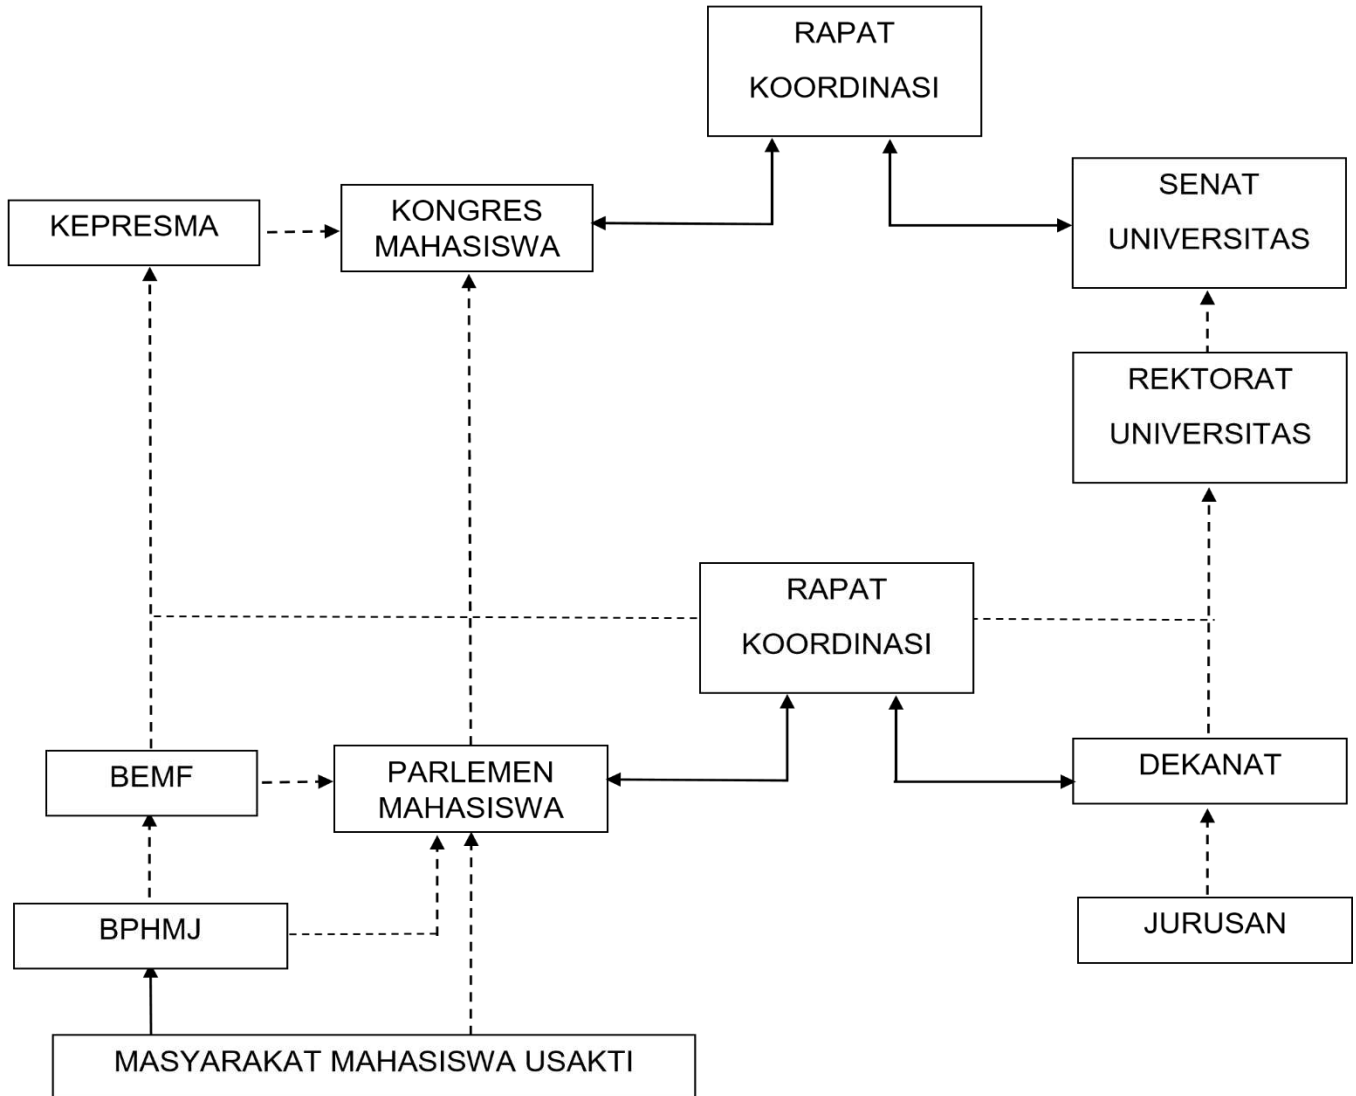 RAPAT
KOORDINASI
KEPRESMA
KONGRES
MAHASISWA
SENAT
UNIVERSITAS
REKTORAT
UNIVERSITAS
RAPAT
KOORDINASI
BEMF
PARLEMEN
MAHASISWA
DEKANAT
BPHMJ
JURUSAN
MASYARAKAT MAHASISWA USAKTI